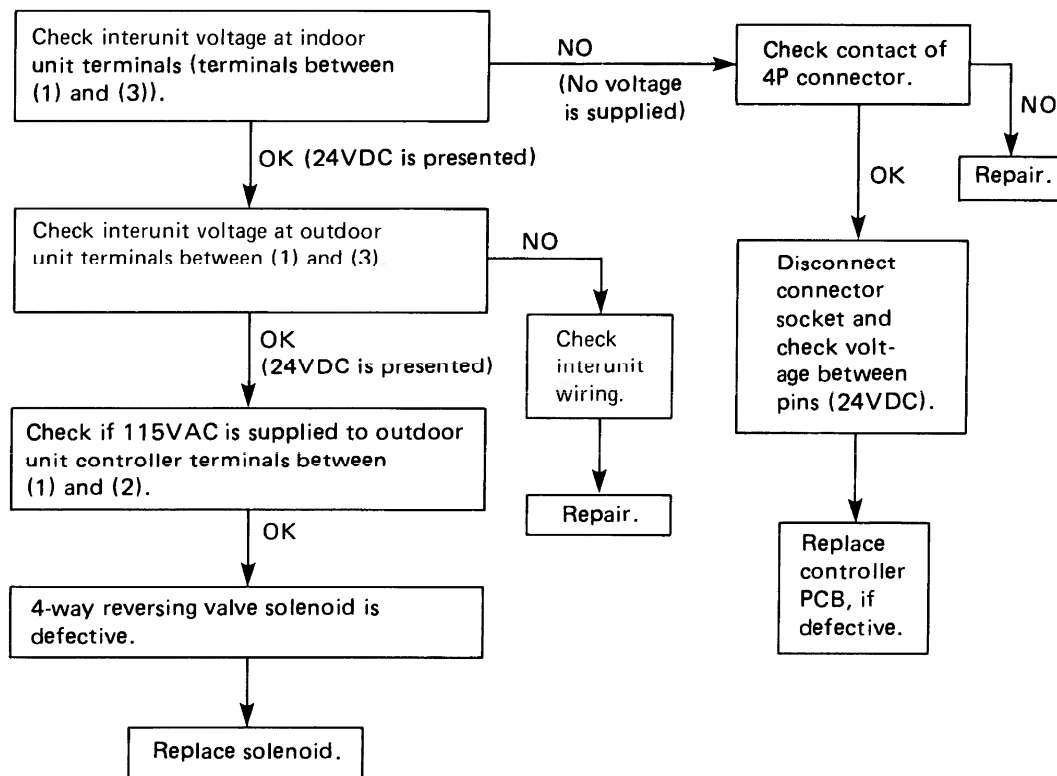 Check interunit voltage at indoor
unit terminals (terminals between
(1) and (3)).
NO
(No voltage
is supplied)
Check contact of
4P connector.
NO
Repair.
OK
OK (24VDC is presented)
Check interunit voltage at outdoor
unit terminals between (1) and (3)
NO
Disconnect
connector
socket and
check volt-
age between
pins (24VDC).
OK
(24VDC is presented)
Check
interunit
wiring.
Check if 115VAC is supplied to outdoor
unit controller terminals between
(1) and (2).
Repair.
OK
Replace
controller
PCB, if
defective.
4-way reversing valve solenoid is
defective.
Replace solenoid.